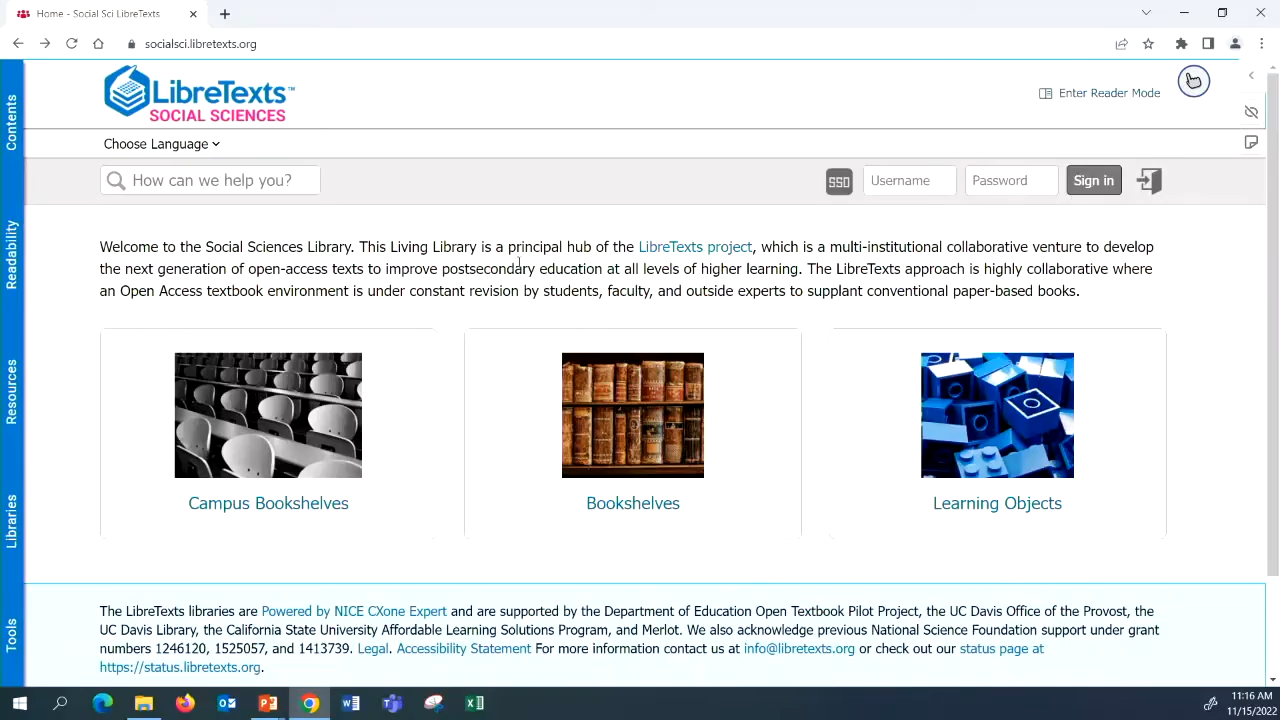 Home - Social Sci LibreTexts
socialsci.libretexts.org
LibreTexts™
SOCIAL SCIENCES
Enter Reader Mode
Choose Language
How can we help you?
SSO
Username
Password
Sign in
Contents
Readability
Resources
Libraries
Tools
Welcome to the Social Sciences Library. This Living Library is a principal hub of the LibreTexts project, which is a multi-institutional collaborative venture to develop
the next generation of open-access texts to improve postsecondary education at all levels of higher learning. The LibreTexts approach is highly collaborative where
an Open Access textbook environment is under constant revision by students, faculty, and outside experts to supplant conventional paper-based books.
Campus Bookshelves
Bookshelves
Learning Objects
The LibreTexts libraries are Powered by NICE CXone Expert and are supported by the Department of Education Open Textbook Pilot Project, the UC Davis Office of the Provost, the
UC Davis Library, the California State University Affordable Learning Solutions Program, and Merlot. We also acknowledge previous National Science Foundation support under grant
numbers 1246120, 1525057, and 1413739. Legal. Accessibility Statement For more information contact us at info@libretexts.org or check out our status page at
https://status.libretexts.org.
11:16 AM
11/15/2022